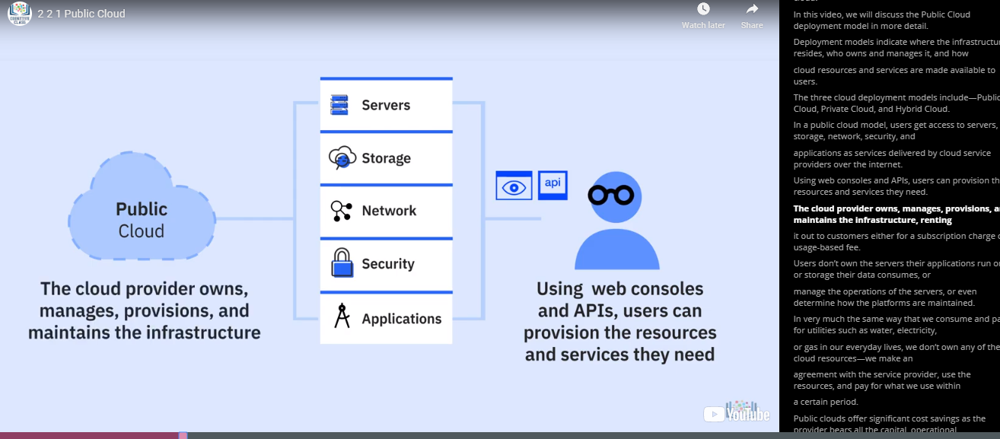 COGNITIVE
CLASS
2 2 1 Public Cloud
Watch later
Share
Servers
Storage
Network
Security
Applications
Public
Cloud
The cloud provider owns,
manages, provisions, and
maintains the infrastructure
api
Using web consoles
and APIs, users can
provision the resources
and services they need
YouTube
cloud.
In this video, we will discuss the Public Cloud
deployment model in more detail.
Deployment models indicate where the
resides, who owns and manages it, and how
cloud resources and services are made available to
users.
The three cloud deployment models include—Public
Cloud, Private Cloud, and Hybrid Cloud.
In a public cloud model, users get access to servers,
storage, network, security, and
applications as services delivered by cloud service
providers over the internet.
Using web consoles and APIs, users can provision
resources and services they need.
The cloud provider owns, manages, provisions,
maintains the infrastructure, renting
it out to customers either for a subscription charge
usage-based fee.
Users don’t own the servers their applications run
or storage their data consumes, or
manage the operations of the servers, or even
determine how the platforms are maintained.
In very much the same way that we consume and
for utilities such as water, electricity,
or gas in our everyday lives, we don’t own any of the
cloud resources—we make an
agreement with the service provider, use the
resources, and pay for what we use within
a certain period.
Public clouds offer significant cost savings as the
provider bears all the capital, operational,